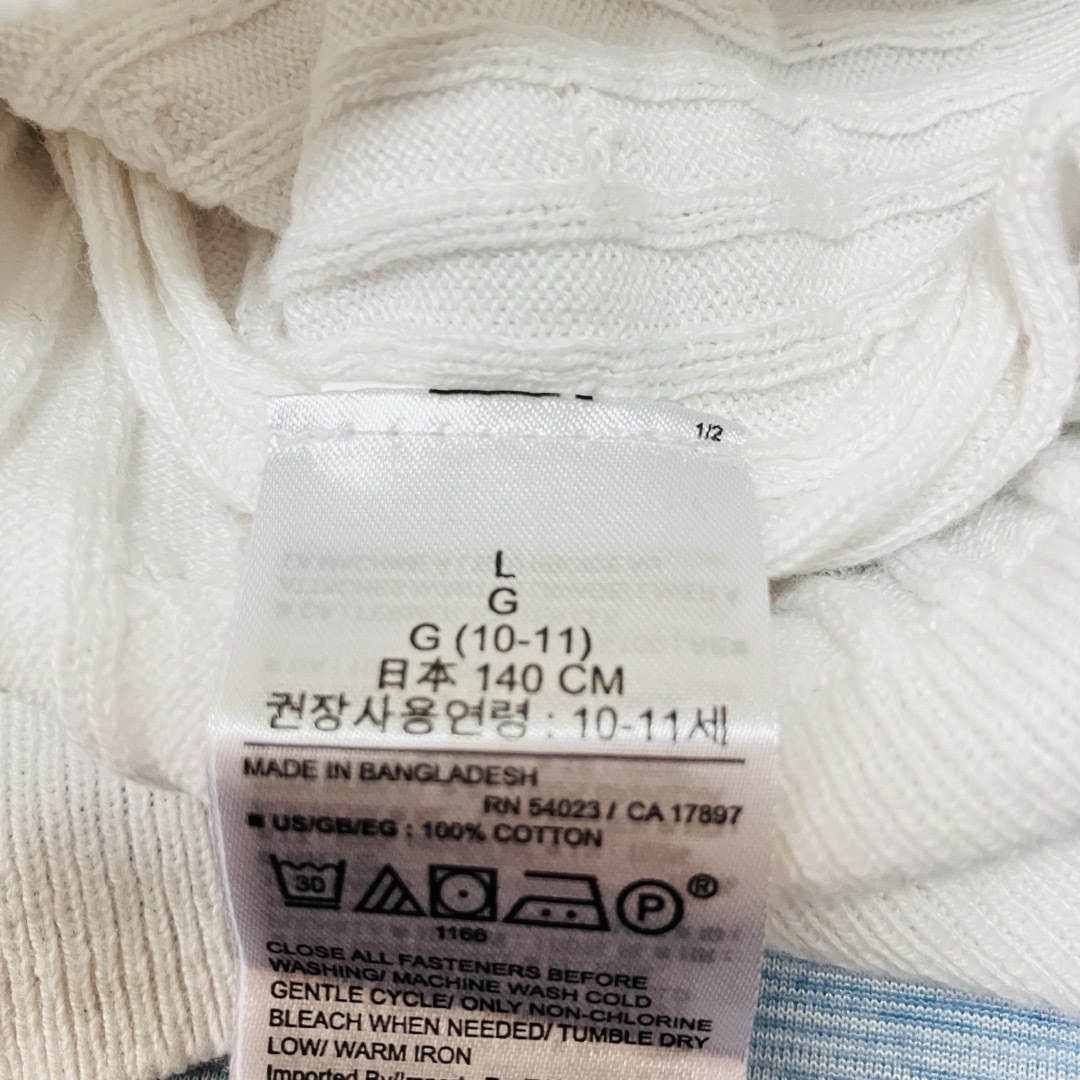 1/2
L
G
G (10-11)
日本 140 CM
권장사용연령 : 10-11세
MADE IN BANGLADESH
RN 54023 / CA 17897
■ US/GB/EG : 100% COTTON
30
P ®
1166
CLOSE ALL FASTENERS BEFORE
WASHING/ MACHINE WASH COLD
GENTLE CYCLE/ ONLY NON-CHLORINE
BLEACH WHEN NEEDED/ TUMBLE DRY
LOW/ WARM IRON
Imported By/